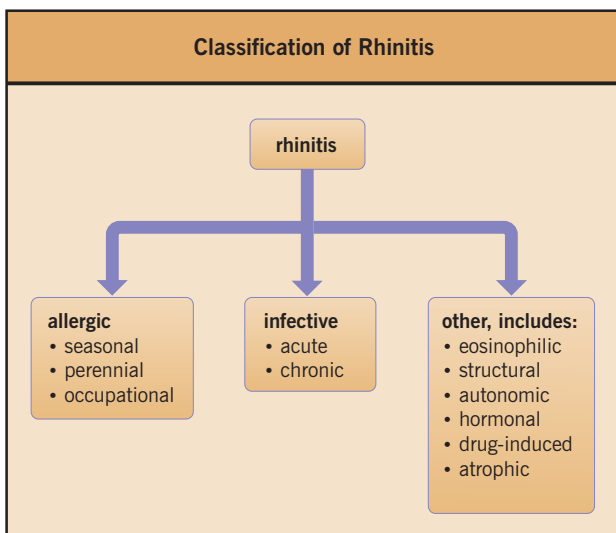 Classification of Rhinitis
rhinitis
allergic
• seasonal
• perennial
• occupational
infective
• acute
• chronic
other, includes:
• eosinophilic
• structural
• autonomic
• hormonal
• drug-induced
• atrophic